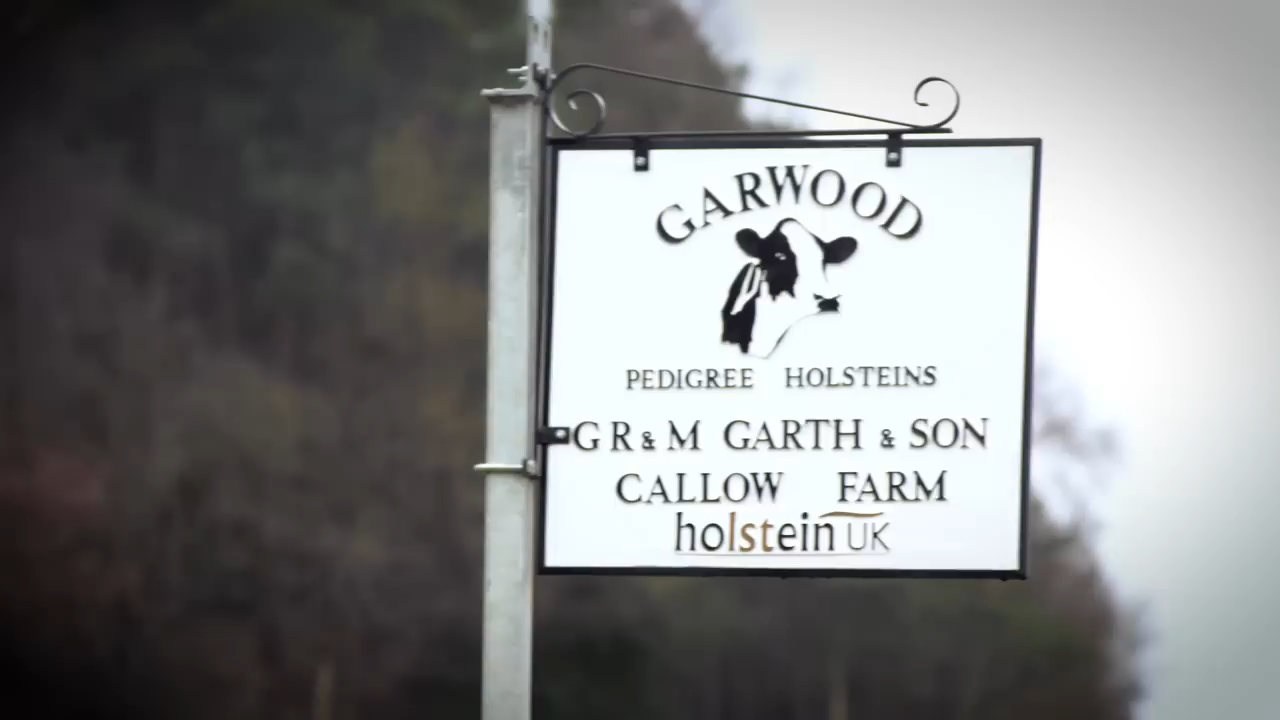 GARWOOD
PEDIGREE HOLSTEINS
G R & M GARTH & SON
CALLOW FARM
holstein UK